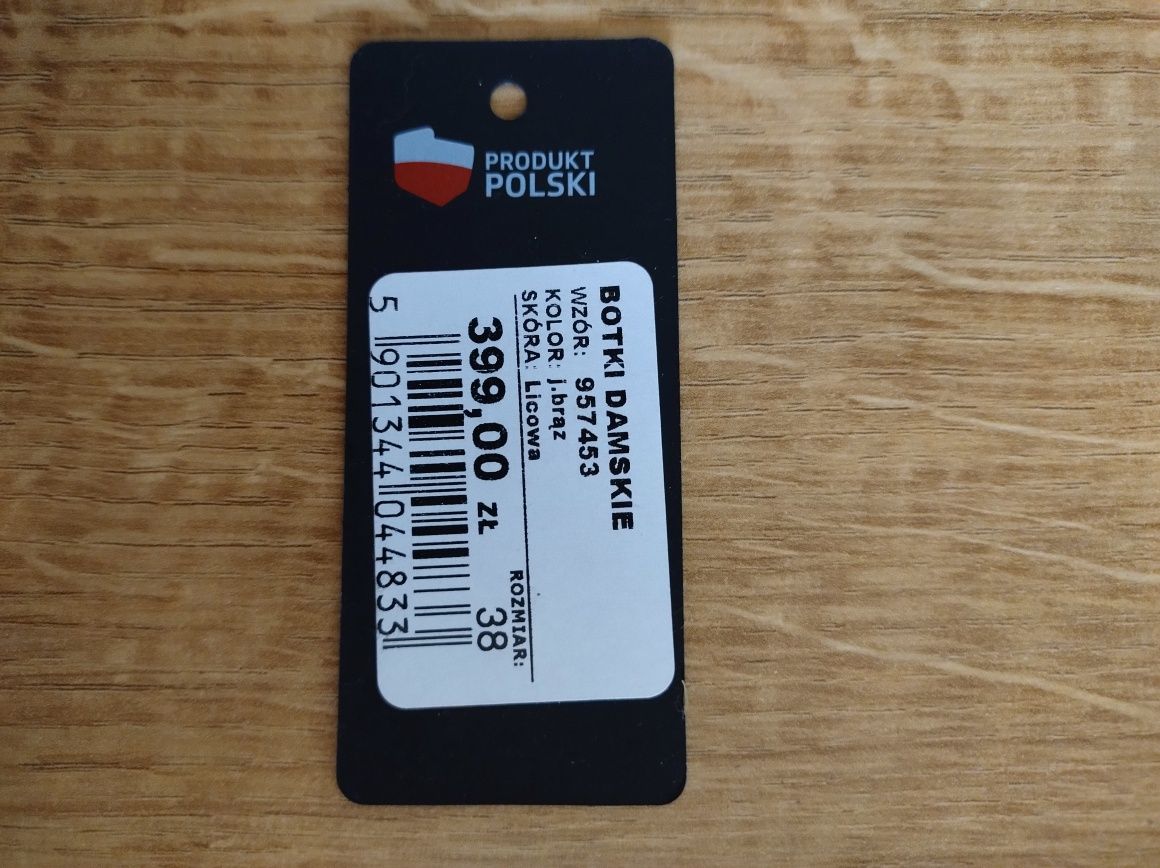 PRODUKT
POLSKI
BOTKI DAMSKIE
WZÓR: 957453
KOLOR: j.brąz
SKÓRA: Licowa
ROZMIAR:
399,00 zł 38
5 901344 044833